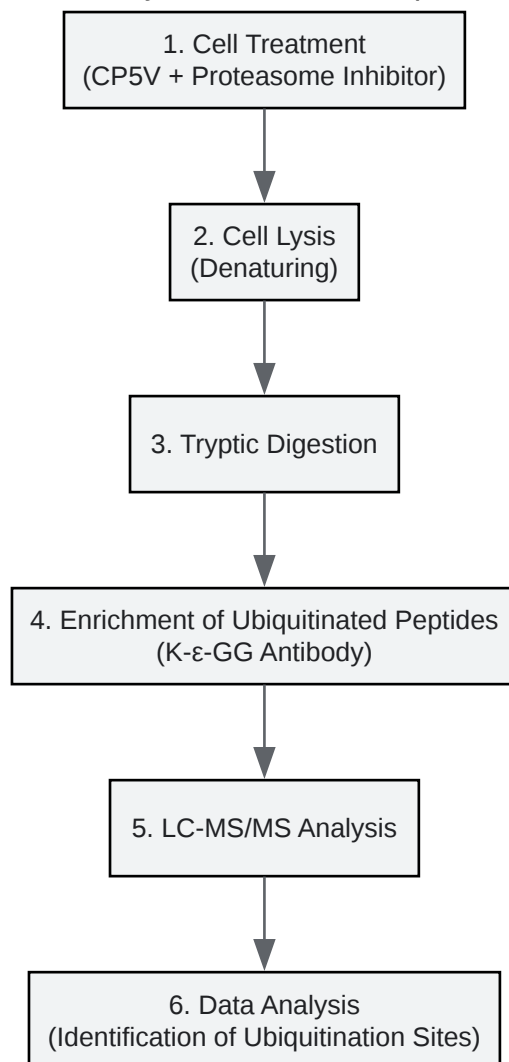 1. Cell Treatment
(CP5V + Proteasome Inhibitor)
2. Cell Lysis
(Denaturing)
3. Tryptic Digestion
4. Enrichment of Ubiquitinated Peptides
(K-ε-GG Antibody)
5. LC-MS/MS Analysis
6. Data Analysis
(Identification of Ubiquitination Sites)